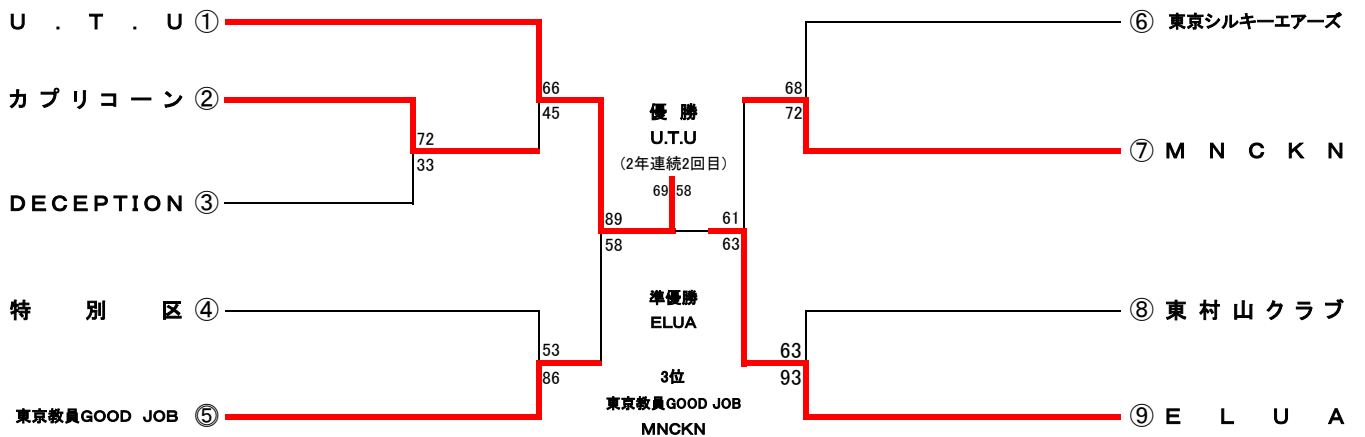 U . T . U ①
カプリコーン ②
DECEPTION ③
特別区 ④
東京教員GOOD JOB ⑤
72
33
66
45
53
86
89
58
優勝
U.T.U
（2年連続2回目）
69 58
準優勝
ELUA
3位
東京教員GOOD JOB
MNCKN
61
63
68
72
63
93
⑥ 東京シルキーエアーズ
⑦ MNCKN
⑧ 東村山クラブ
⑨ ELUA